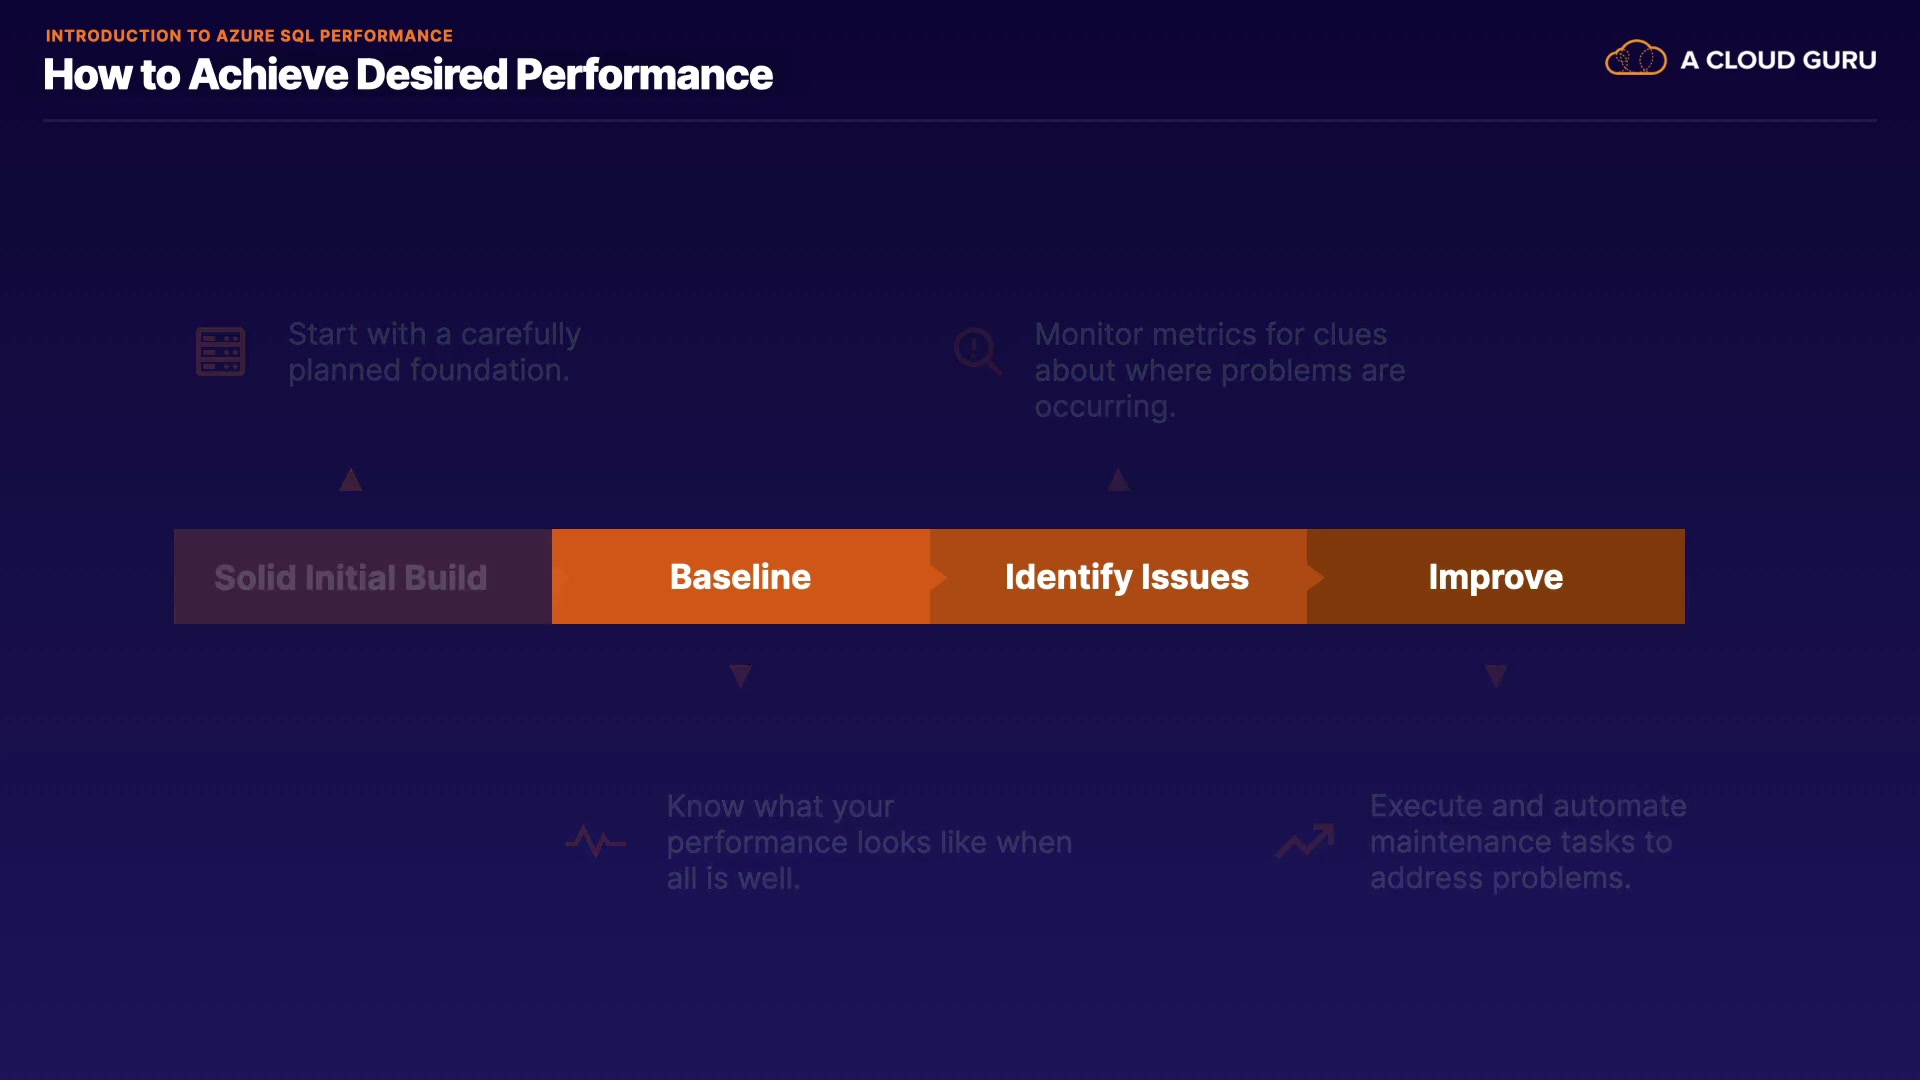 INTRODUCTION TO AZURE SQL PERFORMANCE
How to Achieve Desired Performance
A CLOUD GURU
Start with a carefully
planned foundation.
Monitor metrics for clues
about where problems are
occurring.
Solid Initial Build
Baseline
Identify Issues
Improve
Know what your
performance looks like when
all is well.
Execute and automate
maintenance tasks to
address problems.